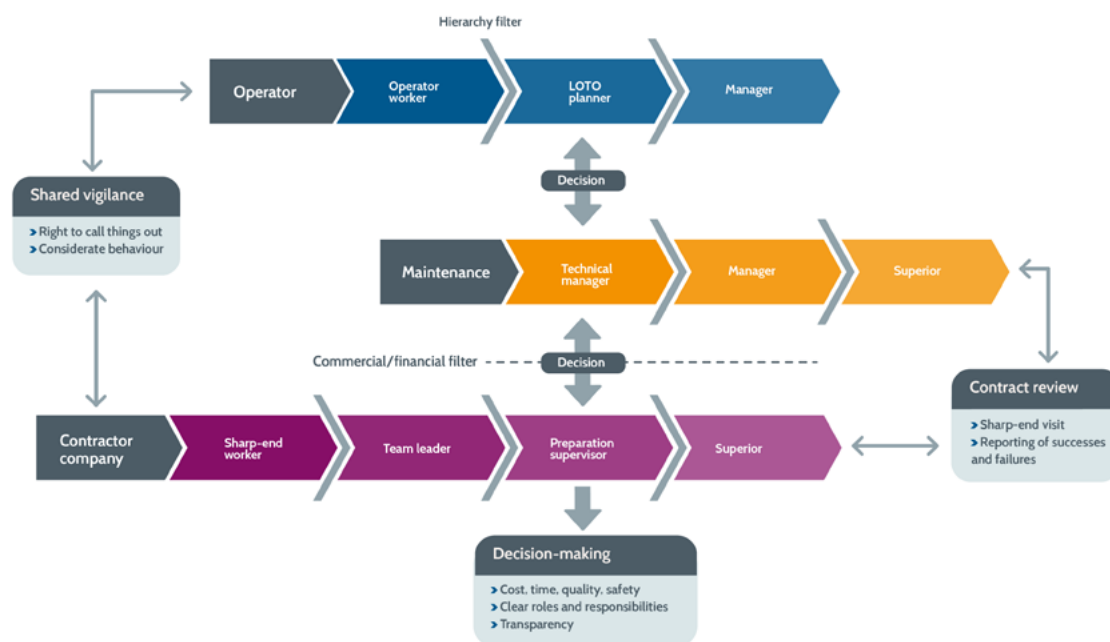 Hierarchy filter
Operator
Operator
worker
LOTO
planner
Manager
Decision
Shared vigilance
> Right to call things out
> Considerate behaviour
Maintenance
Technical
manager
Manager
Superior
Commercial/financial filter
Decision
Contract review
> Sharp-end visit
> Reporting of successes
and failures
Contractor
company
Sharp-end
worker
Team leader
Preparation
supervisor
Superior
Decision-making
> Cost, time, quality, safety
> Clear roles and responsibilities
> Transparency